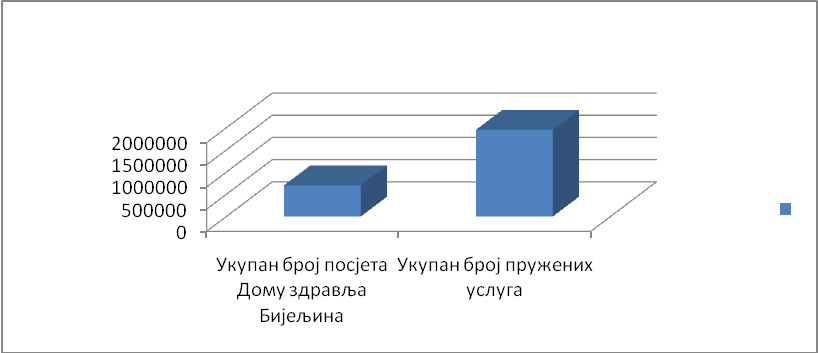 2000000
1500000
1000000
500000
0
Укупан број посјета
Дому здравља
Бијељина
Укупан број пружених
услуга